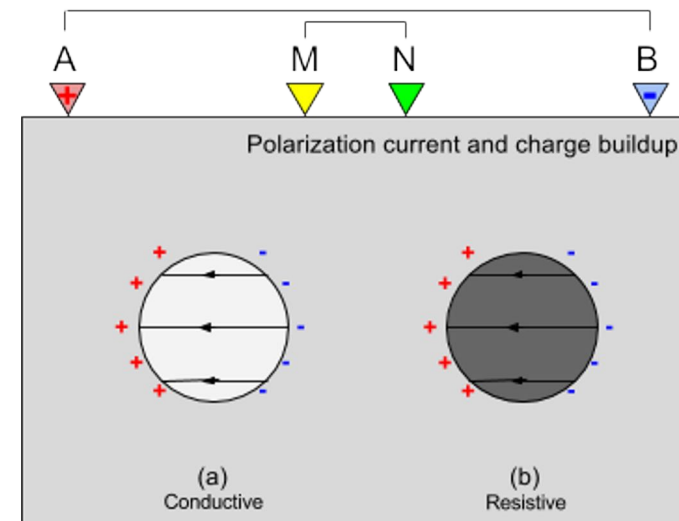 A M N B
+ -
Polarization current and charge buildup
+ - + -
+ - + -
+ - + -
+ - + -
+ - + -
(a) (b)
Conductive Resistive